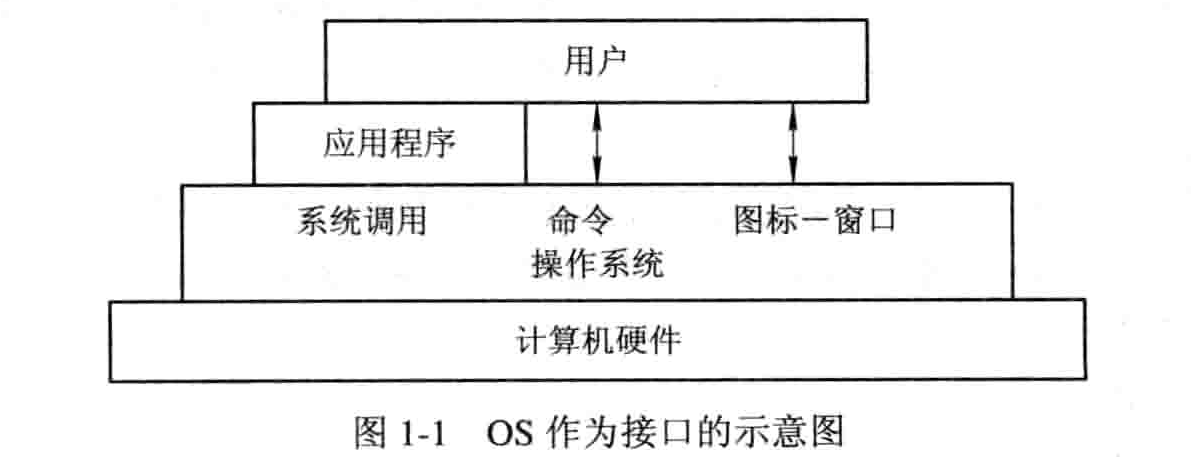 用户
应用程序
系统调用 命令 图标－窗口
操作系统
计算机硬件
图 1-1 OS 作为接口的示意图